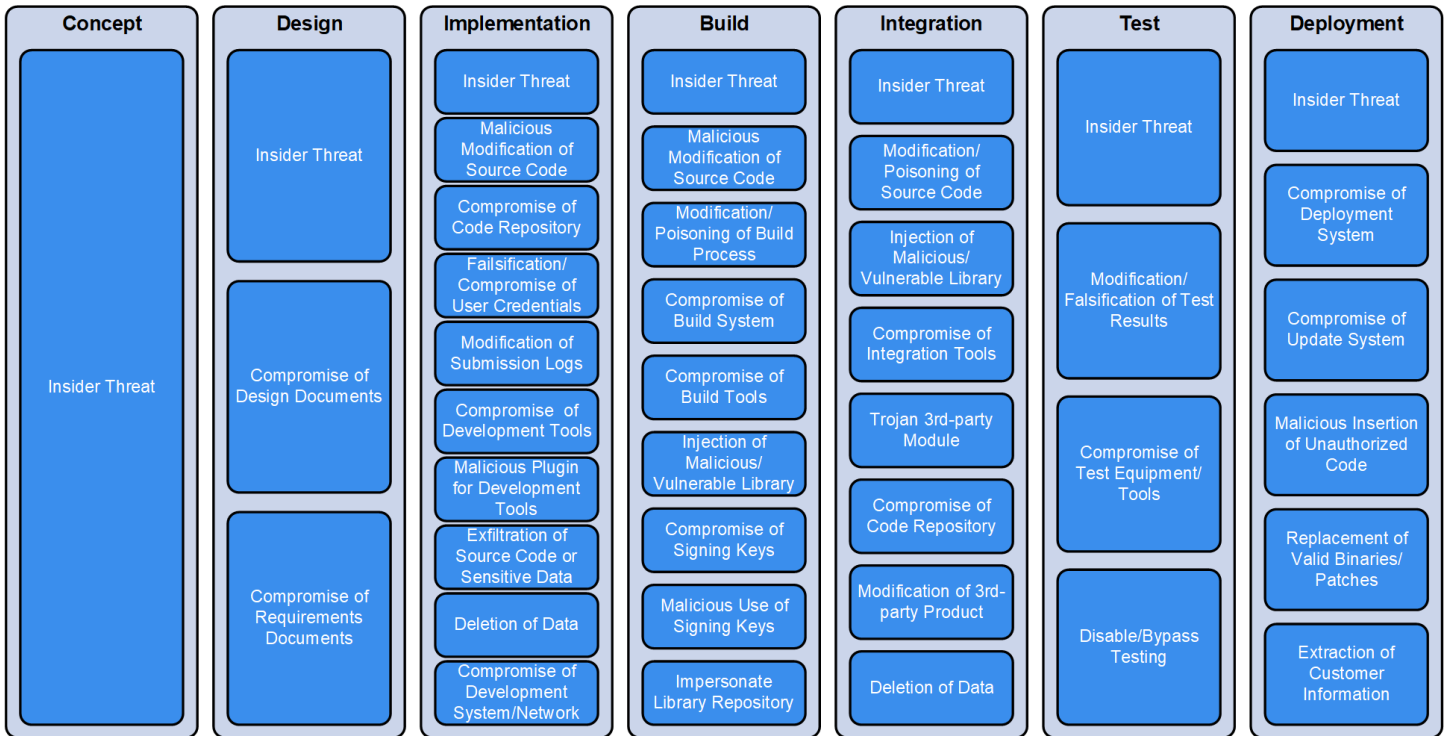 Concept
Insider Threat
Design
Insider Threat
Compromise of
Design Documents
Compromise of
Requirements
Documents
Implementation
Insider Threat
Malicious
Modification of
Source Code
Compromise of
Code Repository
Failsification/
Compromise of
User Credentials
Modification of
Submission Logs
Compromise of
Development Tools
Malicious Plugin
for Development
Tools
Exfiltration of
Source Code or
Sensitive Data
Deletion of Data
Compromise of
Development
System/Network
Build
Insider Threat
Malicious
Modification of
Source Code
Modification/
Poisoning of Build
Process
Compromise of
Build System
Compromise of
Build Tools
Injection of
Malicious/
Vulnerable Library
Compromise of
Signing Keys
Malicious Use of
Signing Keys
Impersonate
Library Repository
Integration
Insider Threat
Modification/
Poisoning of
Source Code
Injection of
Malicious/
Vulnerable Library
Compromise of
Integration Tools
Trojan 3rd-party
Module
Compromise of
Code Repository
Modification of 3rd-
party Product
Deletion of Data
Test
Insider Threat
Modification/
Falsification of Test
Results
Compromise of
Test Equipment/
Tools
Disable/Bypass
Testing
Deployment
Insider Threat
Compromise of
Deployment
System
Compromise of
Update System
Malicious Insertion
of Unauthorized
Code
Replacement of
Valid Binaries/
Patches
Extraction of
Customer
Information